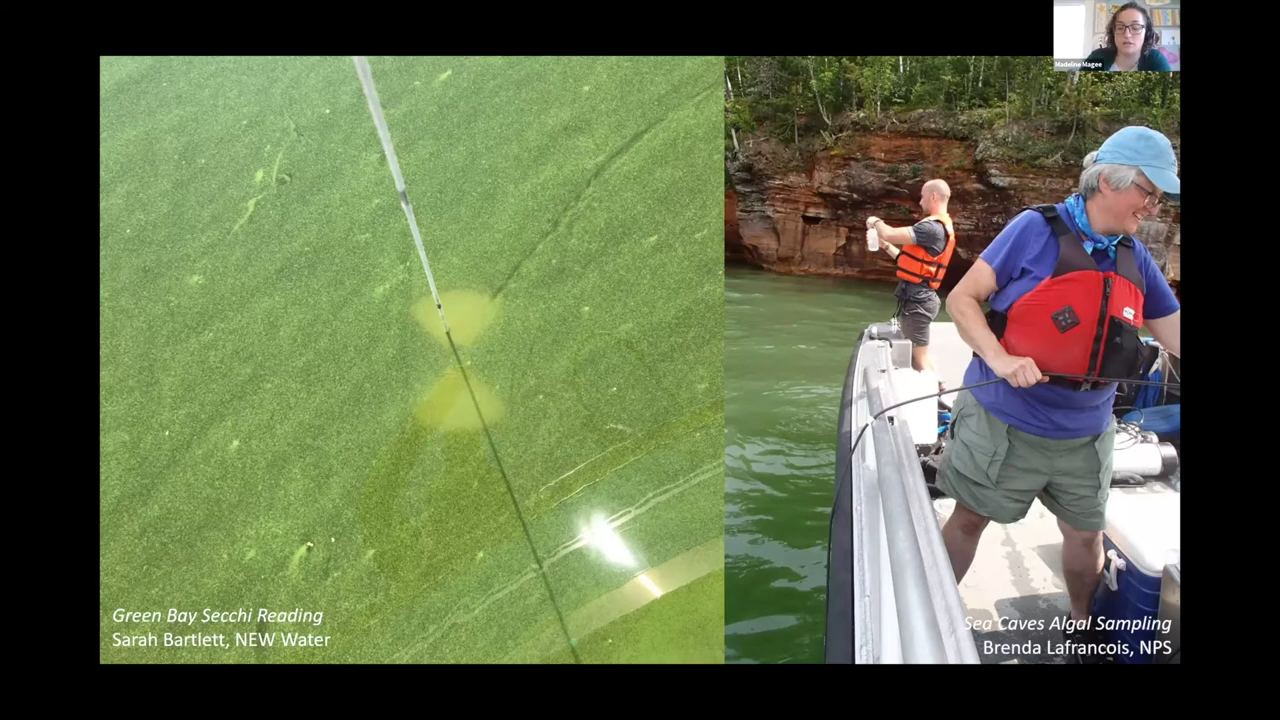 Madeline Magee
Green Bay Secchi Reading
Sarah Bartlett, NEW Water
Sea Caves Algal Sampling
Brenda Lafrancois, NPS